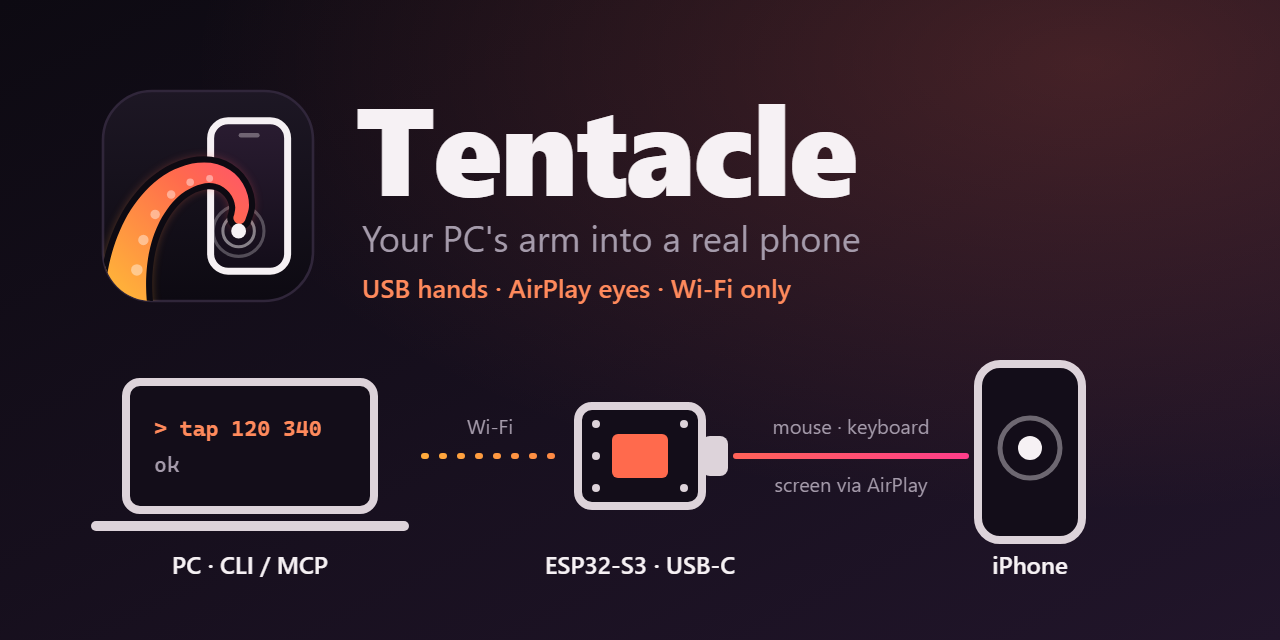 Tentacle
Your PC's arm into a real phone
USB hands · AirPlay eyes · Wi-Fi only
> tap 120 340
ok
Wi-Fi
mouse · keyboard
screen via AirPlay
PC · CLI / MCP
ESP32-S3 · USB-C
iPhone